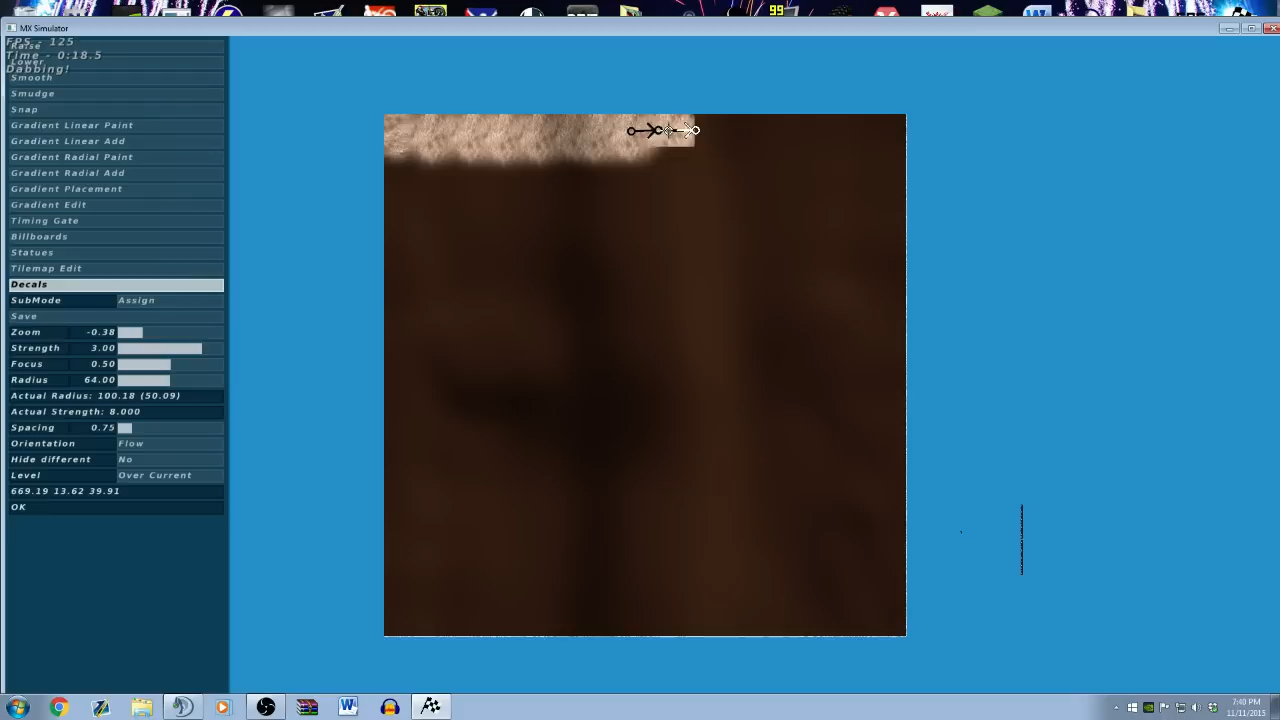 99
MX Simulator
FPS - 125
Raise
Time - 0:18.5
Lower
Dabbing!
Smooth
Smudge
Snap
Gradient Linear Paint
Gradient Linear Add
Gradient Radial Paint
Gradient Radial Add
Gradient Placement
Gradient Edit
Timing Gate
Billboards
Statues
Tilemap Edit
Decals
SubMode Assign
Save
Zoom -0.38
Strength 3.00
Focus 0.50
Radius 64.00
Actual Radius: 100.18 (50.09)
Actual Strength: 8.000
Spacing 0.75
Orientation Flow
Hide different No
Level Over Current
669.19 13.62 39.91
OK
7:40 PM
11/11/2015